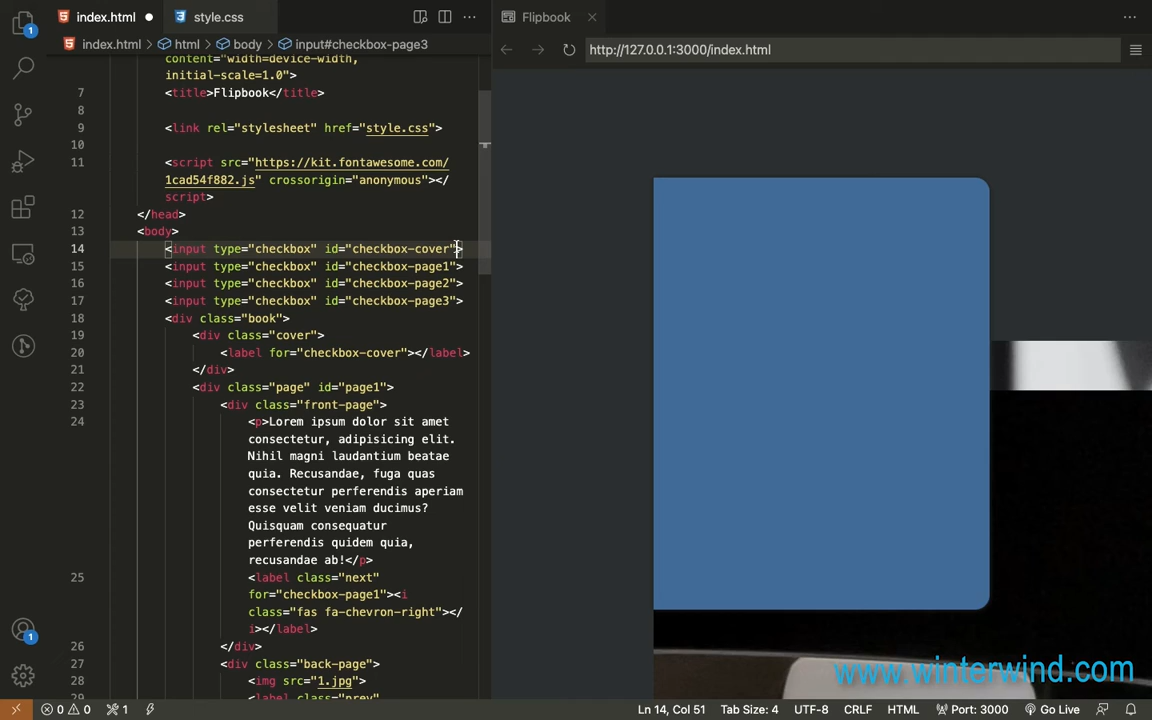 index.html
style.css
Flipbook
index.html > html > body > input#checkbox-page3
http://127.0.0.1:3000/index.html
content="width=device-width,
initial-scale=1.0">
7 <title>Flipbook</title>
8
9 <link rel="stylesheet" href="style.css">
10
11 <script src="https://kit.fontawesome.com/
1cad54f882.js" crossorigin="anonymous"></
script>
12 </head>
13 <body>
14 <input type="checkbox" id="checkbox-cover">
15 <input type="checkbox" id="checkbox-page1">
16 <input type="checkbox" id="checkbox-page2">
17 <input type="checkbox" id="checkbox-page3">
18 <div class="book">
19 <div class="cover">
20 <label for="checkbox-cover"></label>
21 </div>
22 <div class="page" id="page1">
23 <div class="front-page">
24 <p>Lorem ipsum dolor sit amet
consectetur, adipisicing elit.
Nihil magni laudantium beatae
quia. Recusandae, fuga quas
consectetur perferendis aperiam
esse velit veniam ducimus?
Quisquam consequatur
perferendis quidem quia,
recusandae ab!</p>
25 <label class="next"
for="checkbox-page1"><i
class="fas fa-chevron-right"></
i></label>
26 </div>
27 <div class="back-page">
28 <img src="1.jpg">
29 <label class="prev"
1
1
www.winterwind.com
0 0 1 Ln 14, Col 51 Tab Size: 4 UTF-8 CRLF HTML Port: 3000 Go Live